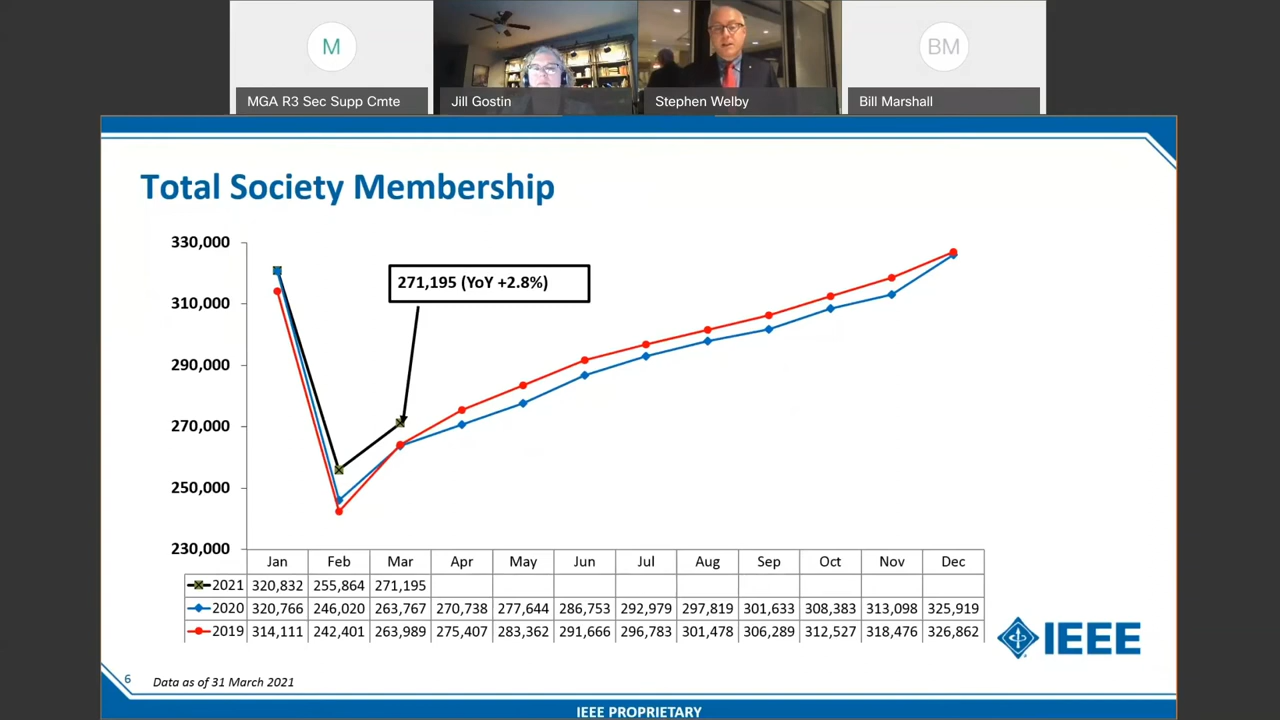 M
BM
MGA R3 Sec Supp Cmte
Jill Gostin
Stephen Welby
Bill Marshall
Total Society Membership
330,000
310,000
290,000
270,000
250,000
230,000
271,195 (YoY +2.8%)
Jan Feb Mar Apr May Jun Jul Aug Sep Oct Nov Dec
2021 320,832 255,864 271,195
2020 320,766 246,020 263,767 270,738 277,644 286,753 292,979 297,819 301,633 308,383 313,098 325,919
2019 314,111 242,401 263,989 275,407 283,362 291,666 296,783 301,478 306,289 312,527 318,476 326,862
IEEE
6
Data as of 31 March 2021
IEEE PROPRIETARY